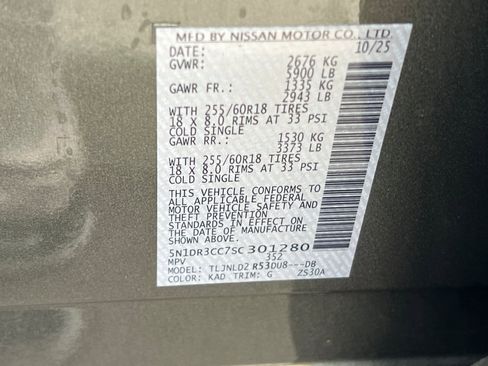 MFD BY NISSAN MOTOR CO., LTD.
DATE: 10/25
GVWR: 2676 KG
5900 LB
GAWR FR.: 1335 KG
2943 LB
WITH 255/60R18 TIRES
18 X 8.0 RIMS AT 33 PSI
COLD SINGLE
GAWR RR.: 1530 KG
3373 LB
WITH 255/60R18 TIRES
18 X 8.0 RIMS AT 33 PSI
COLD SINGLE
THIS VEHICLE CONFORMS TO
ALL APPLICABLE FEDERAL
MOTOR VEHICLE SAFETY AND
THEFT PREVENTION
STANDARDS IN EFFECT ON
THE DATE OF MANUFACTURE
SHOWN ABOVE.
5N1DR3CC7SC301280
MPV 352
MODEL: TLJNLDZ R53DU8---DB
COLOR: KAD TRIM: G ZS30A